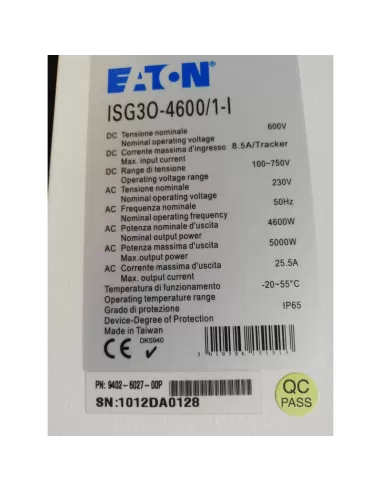 EATON
ISG3O-4600/1-I
DC Tensione nominale 600V
Nominal operating voltage
DC Corrente massima d'ingresso 8.5A/Tracker
Max. input current
DC Range di tensione 100~750V
Operating voltage range
AC Tensione nominale 230V
Nominal operating voltage
AC Frequenza nominale 50Hz
Nominal operating frequency
AC Potenza nominale d'uscita 4600W
Nominal output power
AC Potenza massima d'uscita 5000W
Max. output power
AC Corrente massima d'uscita 25.5A
Max.output current
Temperatura di funzionamento -20~55°C
Operating temperature range
Grado di protezione IP65
Device-Degree of Protection
Made in Taiwan
CE DK5940
PN: 9402-6027-00P
SN:1012DA0128
QC
PASS